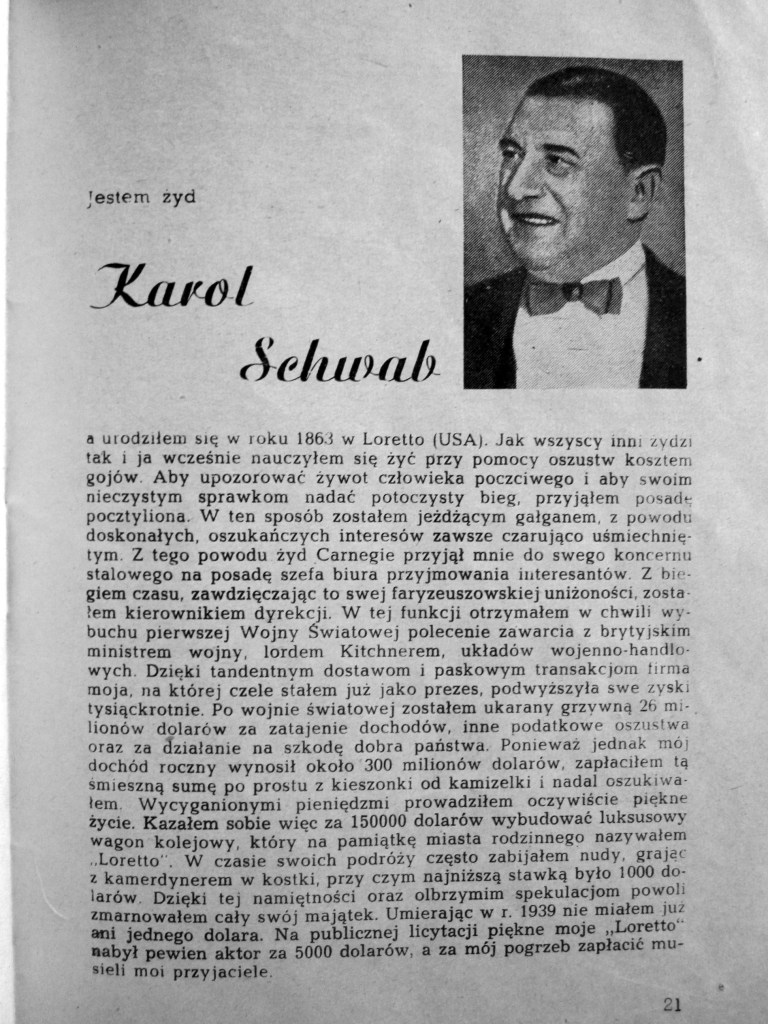 Jestem żyd
Karol
Schwab
a urodziłem się w roku 1863 w Loretto (USA). Jak wszyscy inni żydzi
tak i ja wcześnie nauczyłem się żyć przy pomocy oszustw kosztem
gojów. Aby upozorować żywot człowieka poczciwego i aby swoim
nieczystym sprawkom nadać potoczysty bieg, przyjąłem posadę
pocztyliona. W ten sposób zostałem jeżdżącym gałganem, z powodu
doskonałych, oszukańczych interesów zawsze czarująco uśmiechnię-
tym. Z tego powodu żyd Carnegie przyjął mnie do swego koncernu
stalowego na posadę szefa biura przyjmowania interesantów. Z bie-
giem czasu, zawdzięczając to swej faryzeuszowskiej uniżoności, zosta-
łem kierownikiem dyrekcji. W tej funkcji otrzymałem w chwili wy-
buchu pierwszej Wojny Światowej polecenie zawarcia z brytyjskim
ministrem wojny, lordem Kitchnerem, układów wojenno-handlo-
wych. Dzięki tandentnym dostawom i paskowym transakcjom firma
moja, na której czele stałem już jako prezes, podwyższyła swe zyski
tysiąckrotnie. Po wojnie światowej zostałem ukarany grzywną 26 mi-
lionów dolarów za zatajenie dochodów, inne podatkowe oszustwa
oraz za działanie na szkodę dobra państwa. Ponieważ jednak mój
dochód roczny wynosił około 300 milionów dolarów, zapłaciłem tą
śmieszną sumę po prostu z kieszonki od kamizelki i nadal oszukiwa-
łem. Wycyganionymi pieniędzmi prowadziłem oczywiście piękne
życie. Kazałem sobie więc za 150000 dolarów wybudować luksusowy
wagon kolejowy, który na pamiątkę miasta rodzinnego nazywałem
„Loretto". W czasie swoich podróży często zabijałem nudy, grając
z kamerdynerem w kostki, przy czym najniższą stawką było 1000 do-
larów. Dzięki tej namiętności oraz olbrzymim spekulacjom powoli
zmarnowałem cały swój majątek. Umierając w r. 1939 nie miałem już
ani jednego dolara. Na publicznej licytacji piękne moje „Loretto"
nabył pewien aktor za 5000 dolarów, a za mój pogrzeb zapłacić mu-
sieli moi przyjaciele.
21